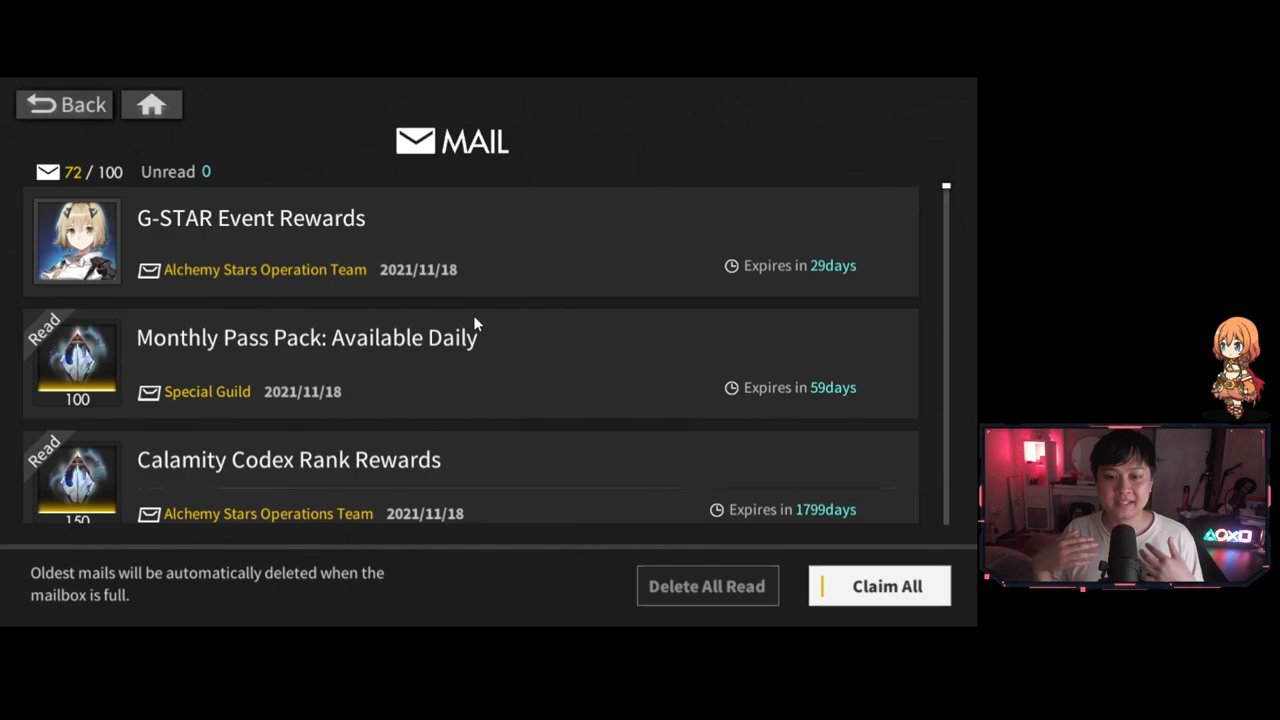 Back
MAIL
72 / 100 Unread 0
G-STAR Event Rewards
Alchemy Stars Operation Team 2021/11/18
Expires in 29days
Read
100
Monthly Pass Pack: Available Daily
Special Guild 2021/11/18
Expires in 59days
Read
150
Calamity Codex Rank Rewards
Alchemy Stars Operations Team 2021/11/18
Expires in 1799days
Oldest mails will be automatically deleted when the
mailbox is full.
Delete All Read
Claim All